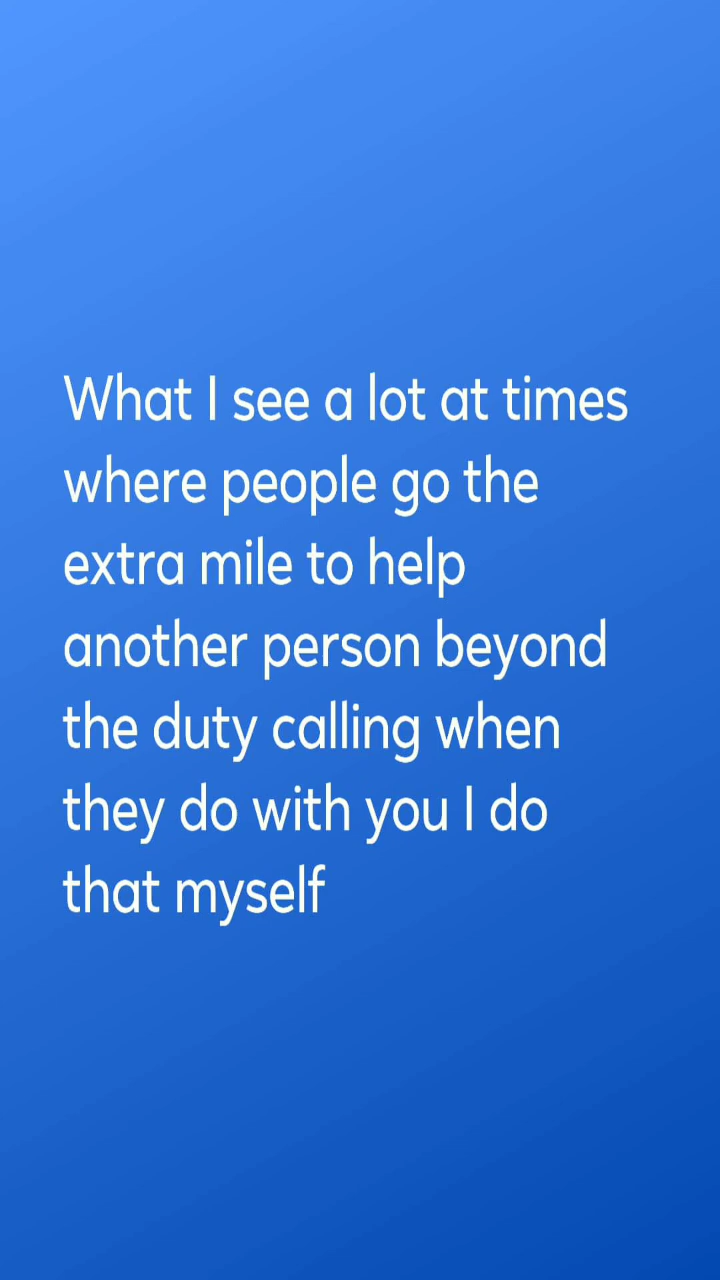 What I see a lot at times
where people go the
extra mile to help
another person beyond
the duty calling when
they do with you I do
that myself